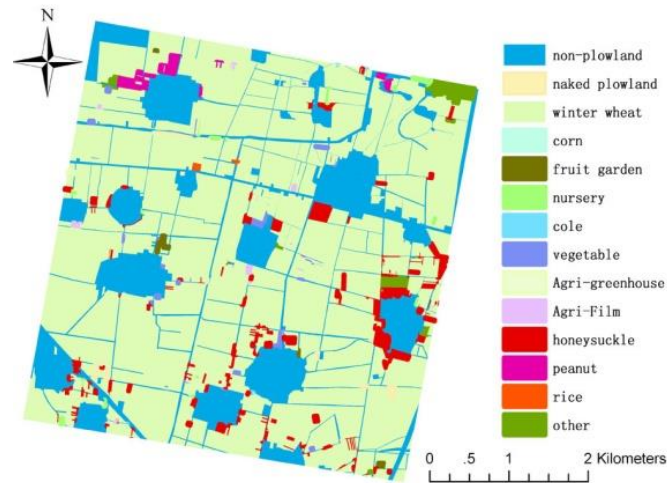 N
non-plowland
naked plowland
winter wheat
corn
fruit garden
nursery
cole
vegetable
Agri-greenhouse
Agri-Film
honeysuckle
peanut
rice
other
0 .5 1 2 Kilometers